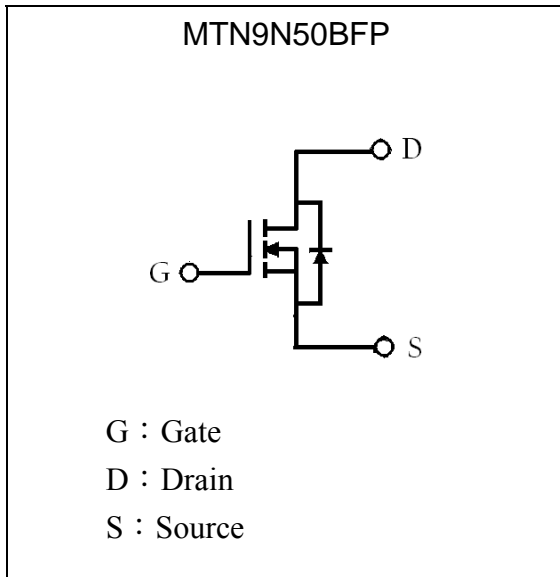 MTN9N50BFP
D
G
S
G：Gate
D：Drain
S：Source